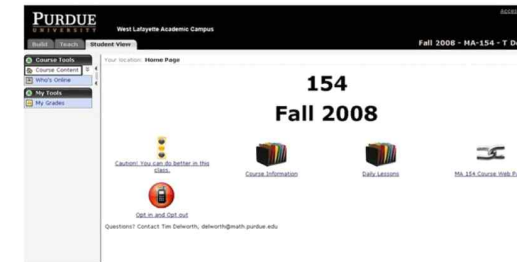 PURDUE
UNIVERSITY
West Lafayette Academic Campus
Build Teach Student View
Fall 2008 - MA-154 - T De
Course Tools
Course Content
Who's Online
My Tools
My Grades
Your location: Home Page
154
Fall 2008
Caution! You can do better in this
class.
Course Information
Daily Lessons
MA 154 Course Web
Opt in and Opt out
Questions? Contact Tim Delworth, delworth@math.purdue.edu